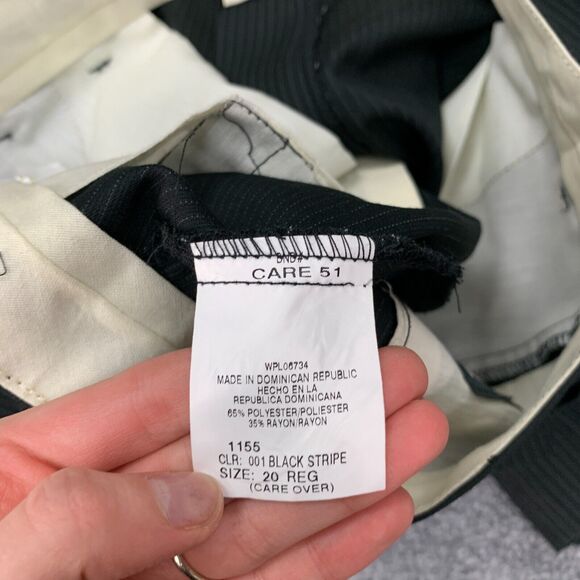 CARE 51
WPL06734
MADE IN DOMINICAN REPUBLIC
HECHO EN LA
REPUBLICA DOMINICANA
65% POLYESTER/POLIESTER
35% RAYON/RAYON
1155
CLR: 001 BLACK STRIPE
SIZE: 20 REG
(CARE OVER)